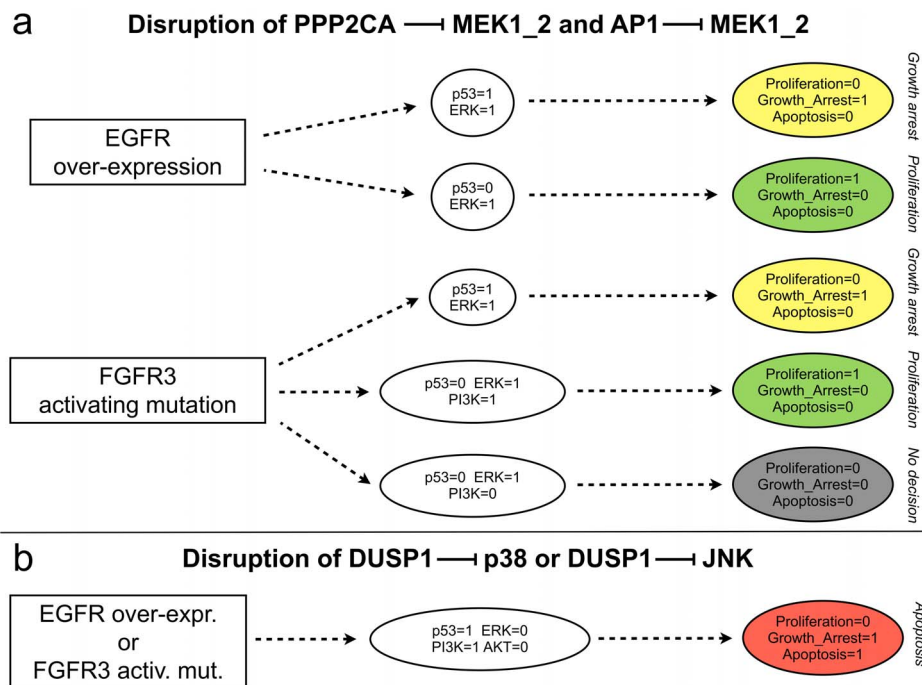 a
Disruption of PPP2CA ⊣ MEK1_2 and AP1 ⊣ MEK1_2
EGFR
over-expression
p53=1
ERK=1
Proliferation=0
Growth_Arrest=1
Apoptosis=0
Growth arrest
p53=0
ERK=1
Proliferation=1
Growth_Arrest=0
Apoptosis=0
Proliferation
FGFR3
activating mutation
p53=1
ERK=1
Proliferation=0
Growth_Arrest=1
Apoptosis=0
Growth arrest
p53=0 ERK=1
PI3K=1
Proliferation=1
Growth_Arrest=0
Apoptosis=0
Proliferation
p53=0 ERK=1
PI3K=0
Proliferation=0
Growth_Arrest=0
Apoptosis=0
No decision
b
Disruption of DUSP1 ⊣ p38 or DUSP1 ⊣ JNK
EGFR over-expr.
or
FGFR3 activ. mut.
p53=1 ERK=0
PI3K=1 AKT=0
Proliferation=0
Growth_Arrest=1
Apoptosis=1
Apoptosis